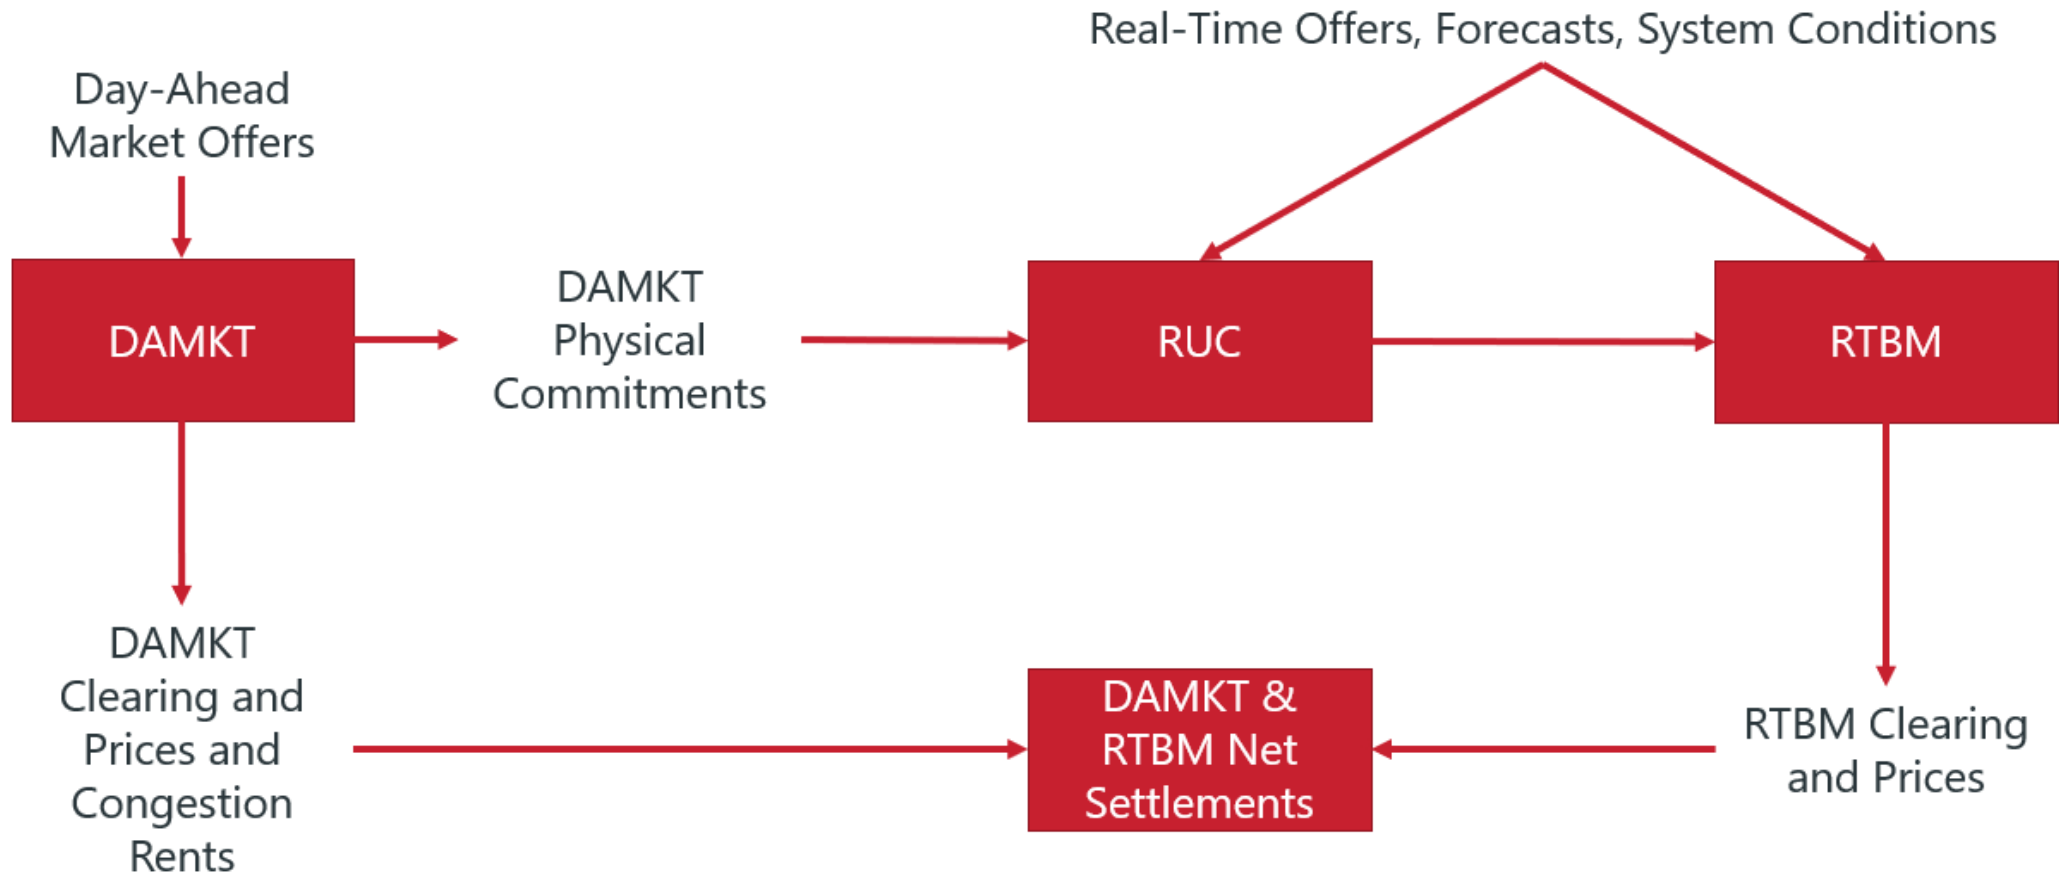 Real-Time Offers, Forecasts, System Conditions
Day-Ahead
Market Offers
DAMKT
DAMKT
Physical
Commitments
RUC
RTBM
DAMKT
Clearing and
Prices and
Congestion
Rents
DAMKT &
RTBM Net
Settlements
RTBM Clearing
and Prices